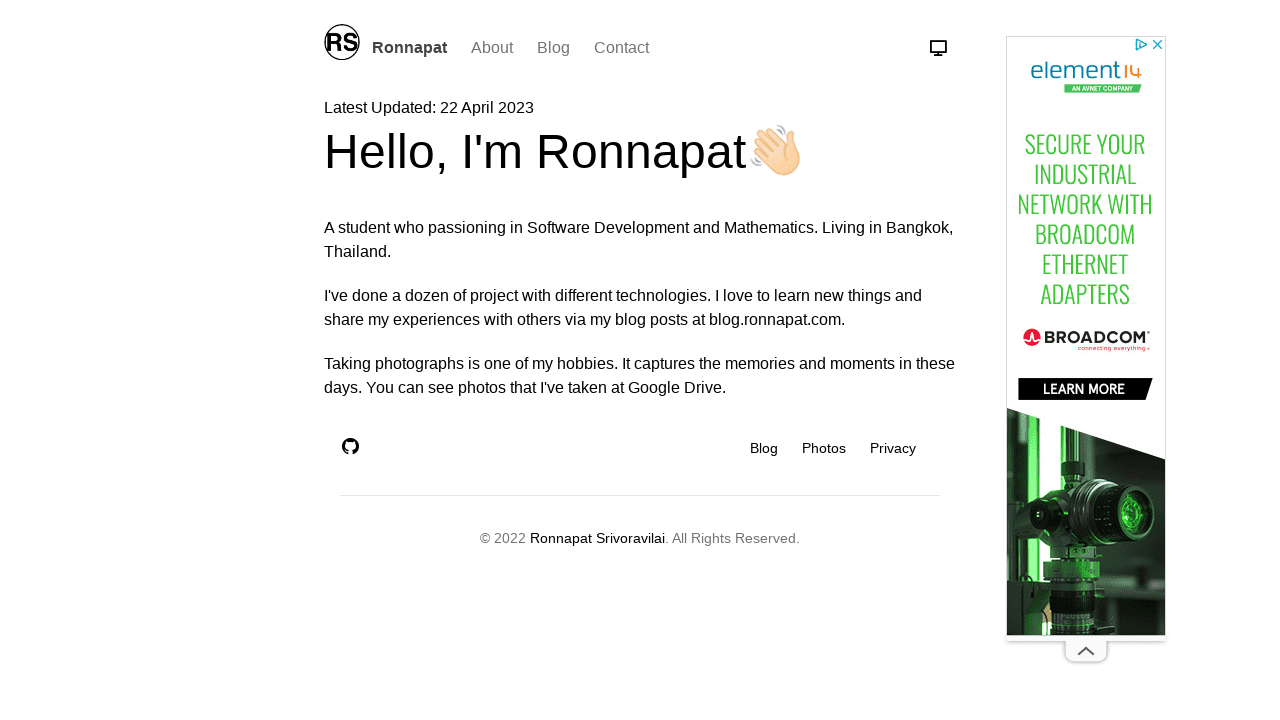 RS
Ronnapat About Blog Contact
Latest Updated: 22 April 2023
Hello, I'm Ronnapat👋🏻
A student who passioning in Software Development and Mathematics. Living in Bangkok,
Thailand.
I've done a dozen of project with different technologies. I love to learn new things and
share my experiences with others via my blog posts at blog.ronnapat.com.
Taking photographs is one of my hobbies. It captures the memories and moments in these
days. You can see photos that I've taken at Google Drive.
Blog Photos Privacy
© 2022 Ronnapat Srivoravilai. All Rights Reserved.
element14
AN AVNET COMPANY
SECURE YOUR
INDUSTRIAL
NETWORK WITH
BROADCOM
ETHERNET
ADAPTERS
BROADCOM
connecting everything
LEARN MORE